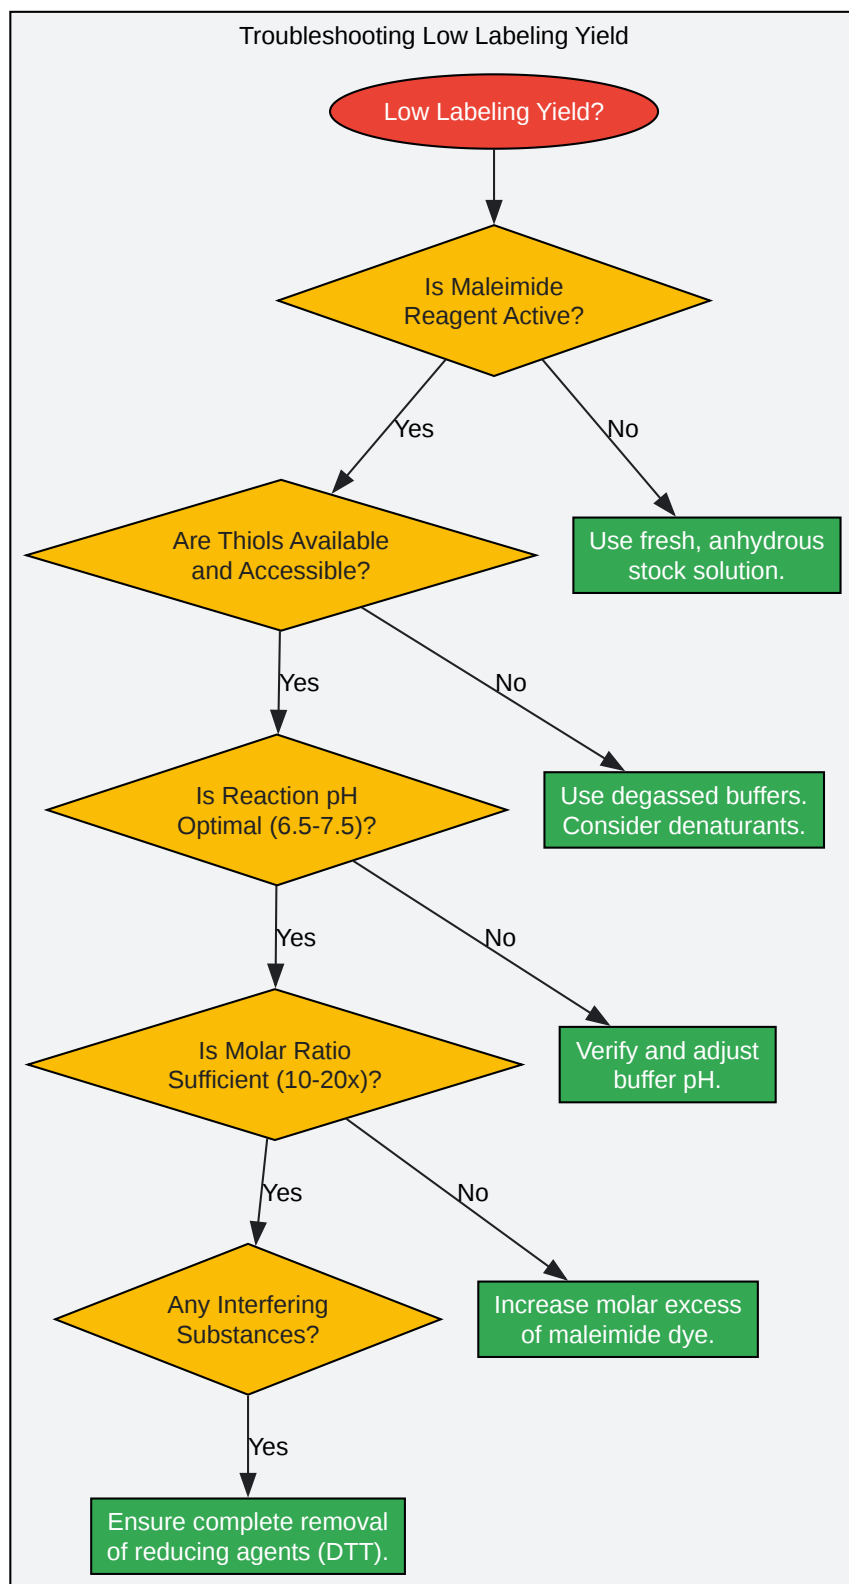 Troubleshooting Low Labeling Yield
Low Labeling Yield?
Is Maleimide
Reagent Active?
Yes
No
Are Thiols Available
and Accessible?
Use fresh, anhydrous
stock solution.
Yes
No
Is Reaction pH
Optimal (6.5-7.5)?
Use degassed buffers.
Consider denaturants.
Yes
No
Is Molar Ratio
Sufficient (10-20x)?
Verify and adjust
buffer pH.
Yes
No
Any Interfering
Substances?
Increase molar excess
of maleimide dye.
Yes
Ensure complete removal
of reducing agents (DTT).